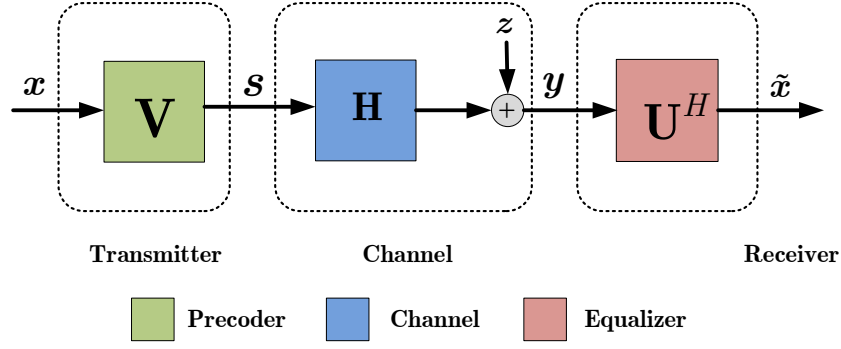 z
x s y x̃
V H + U^H
Transmitter Channel Receiver
Precoder Channel Equalizer